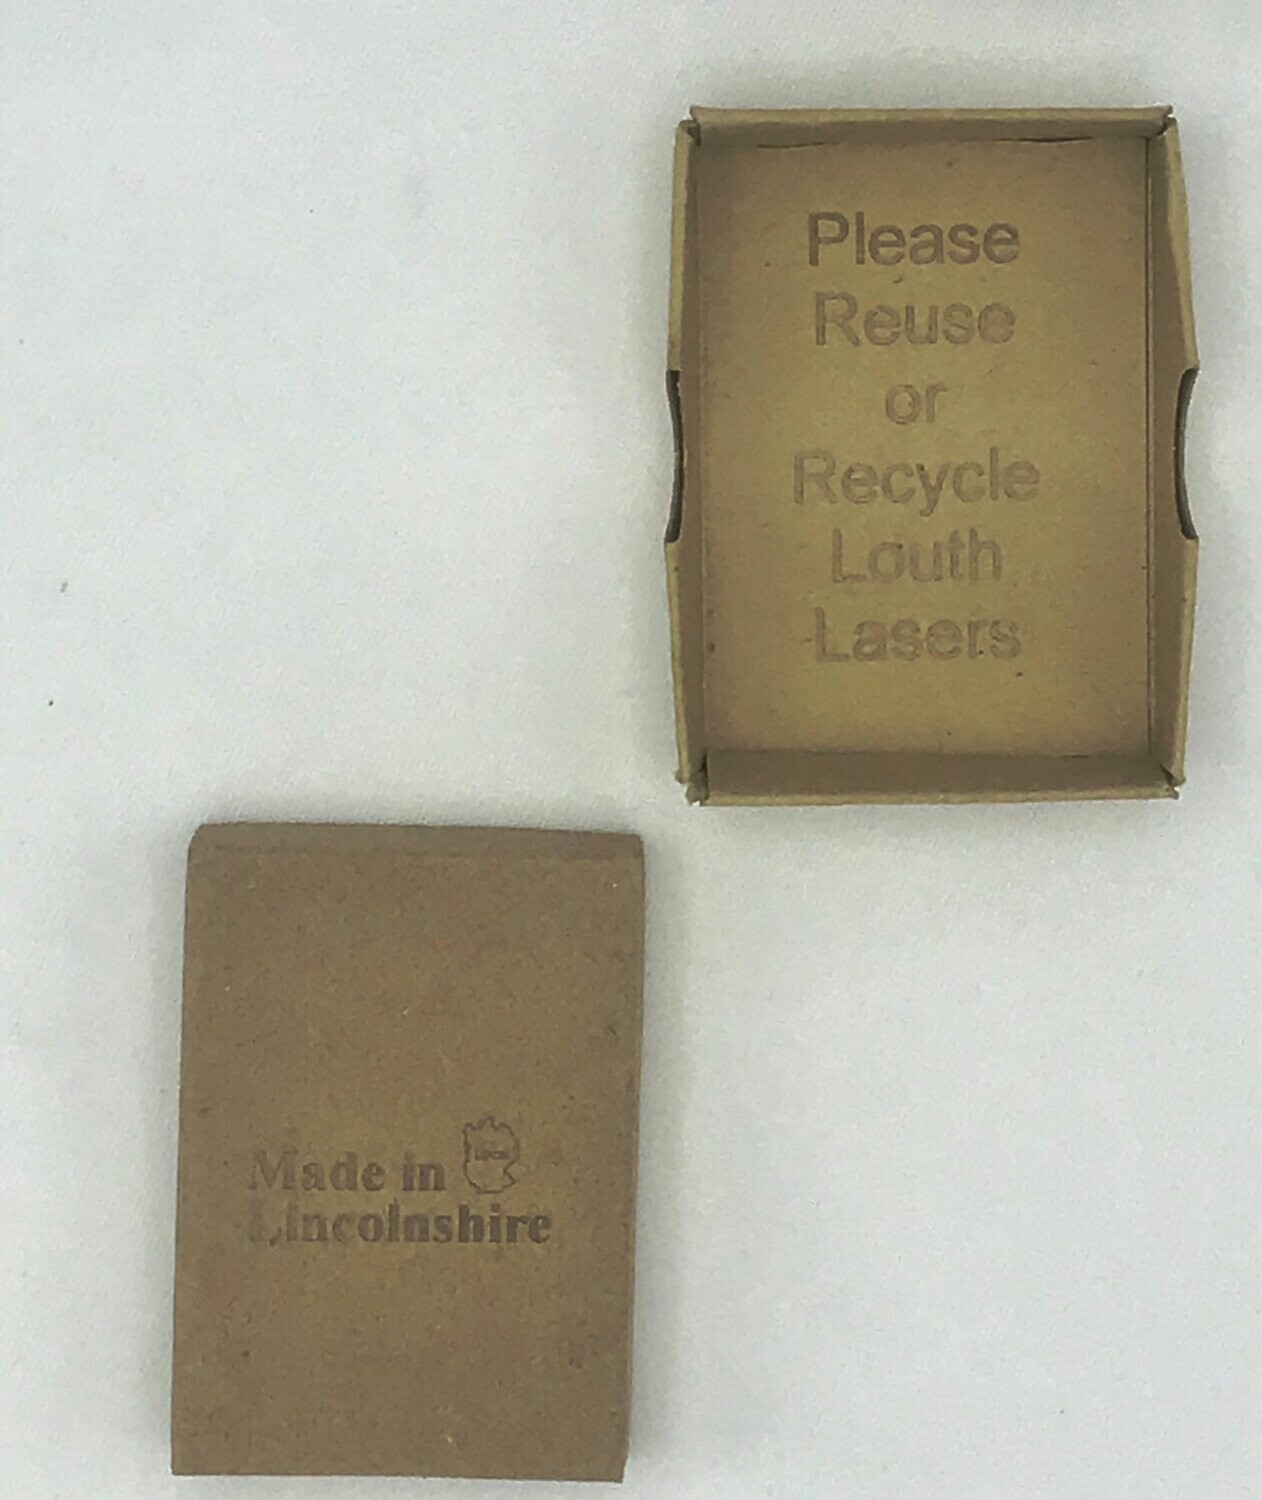 Please
Reuse
or
Recycle
Louth
Lasers
Made in
Lincolnshire